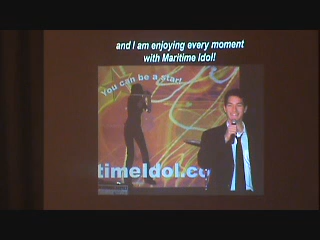 and I am enjoying every moment
with Maritime Idol!
You can be a star
timeIdol.co